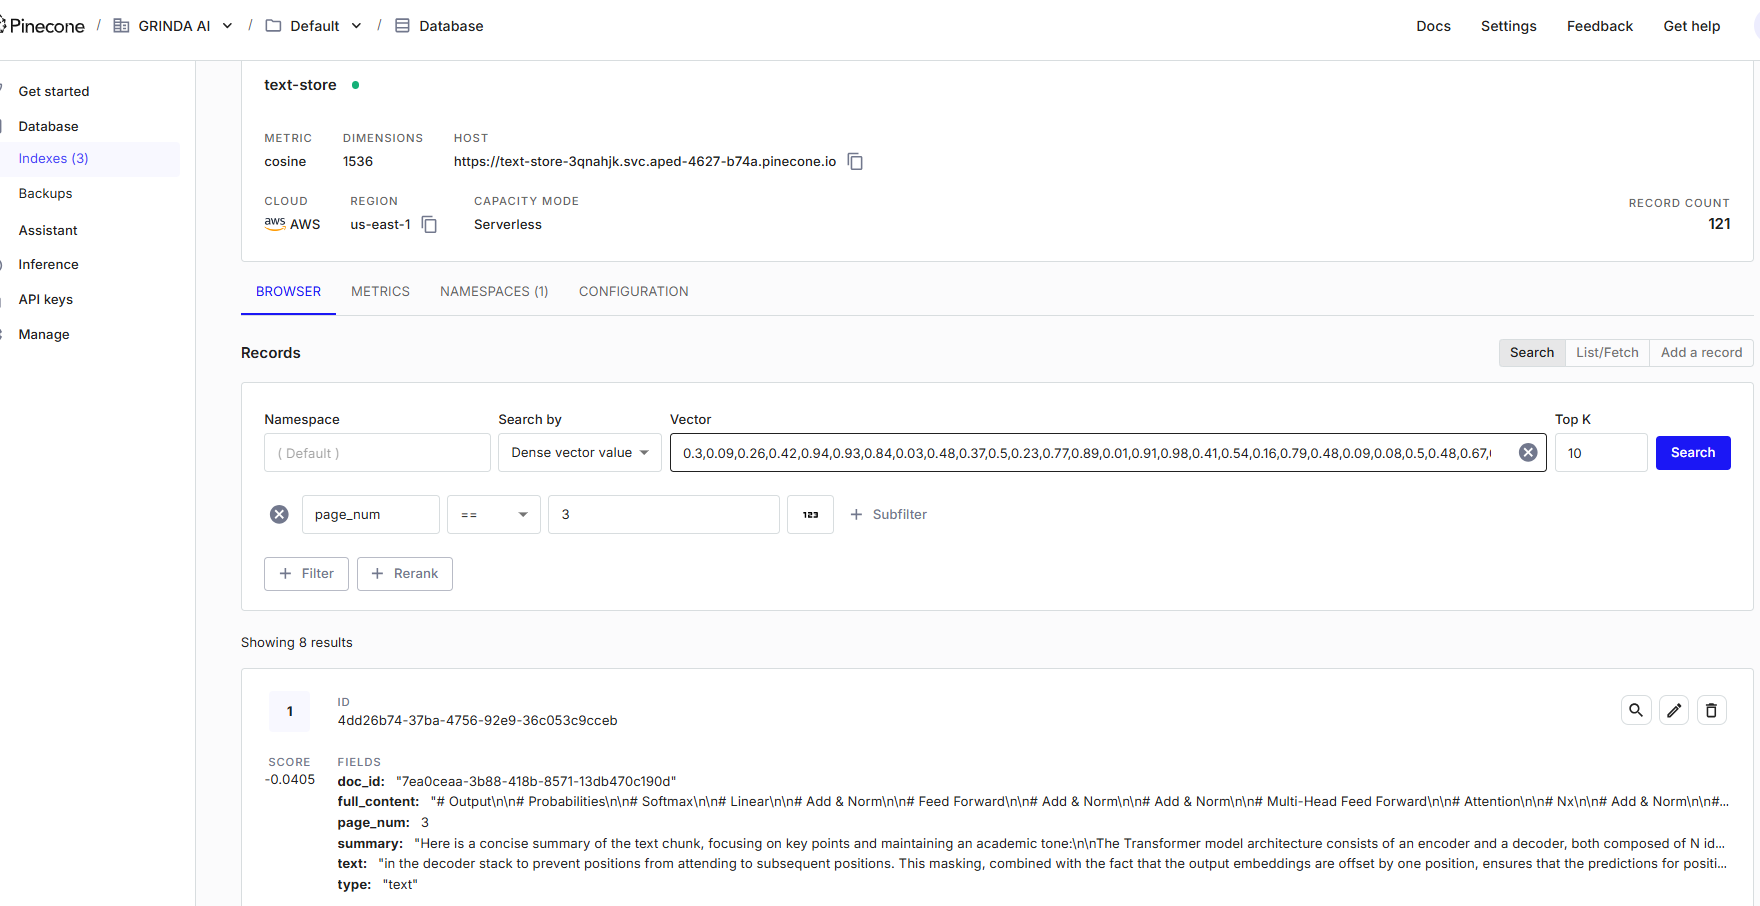 Pinecone / GRINDA AI / Default / Database Docs Settings Feedback Get help
Get started
Database
Indexes (3)
Backups
Assistant
Inference
API keys
Manage
text-store
METRIC DIMENSIONS HOST
cosine 1536 https://text-store-3qnahjk.svc.aped-4627-b74a.pinecone.io
CLOUD REGION CAPACITY MODE
aws AWS us-east-1 Serverless
RECORD COUNT
121
BROWSER METRICS NAMESPACES (1) CONFIGURATION
Records Search List/Fetch Add a record
Namespace Search by Vector Top K
( Default ) Dense vector value 0.3,0.09,0.26,0.42,0.94,0.93,0.84,0.03,0.48,0.37,0.5,0.23,0.77,0.89,0.01,0.91,0.98,0.41,0.54,0.16,0.79,0.48,0.09,0.08,0.5,0.48,0.67, 10 Search
page_num == 3 123 + Subfilter
+ Filter + Rerank
Showing 8 results
1
ID
4dd26b74-37ba-4756-92e9-36c053c9cceb
SCORE
-0.0405
FIELDS
doc_id: "7ea0ceaa-3b88-418b-8571-13db470c190d"
full_content: "# Output\n\n# Probabilities\n\n# Softmax\n\n# Linear\n\n# Add & Norm\n\n# Feed Forward\n\n# Add & Norm\n\n# Add & Norm\n\n# Multi-Head Feed Forward\n\n# Attention\n\n# Nx\n\n# Add & Norm\n\n#...
page_num: 3
summary: "Here is a concise summary of the text chunk, focusing on key points and maintaining an academic tone:\n\nThe Transformer model architecture consists of an encoder and a decoder, both composed of N id...
text: "in the decoder stack to prevent positions from attending to subsequent positions. This masking, combined with the fact that the output embeddings are offset by one position, ensures that the predictions for positi...
type: "text"